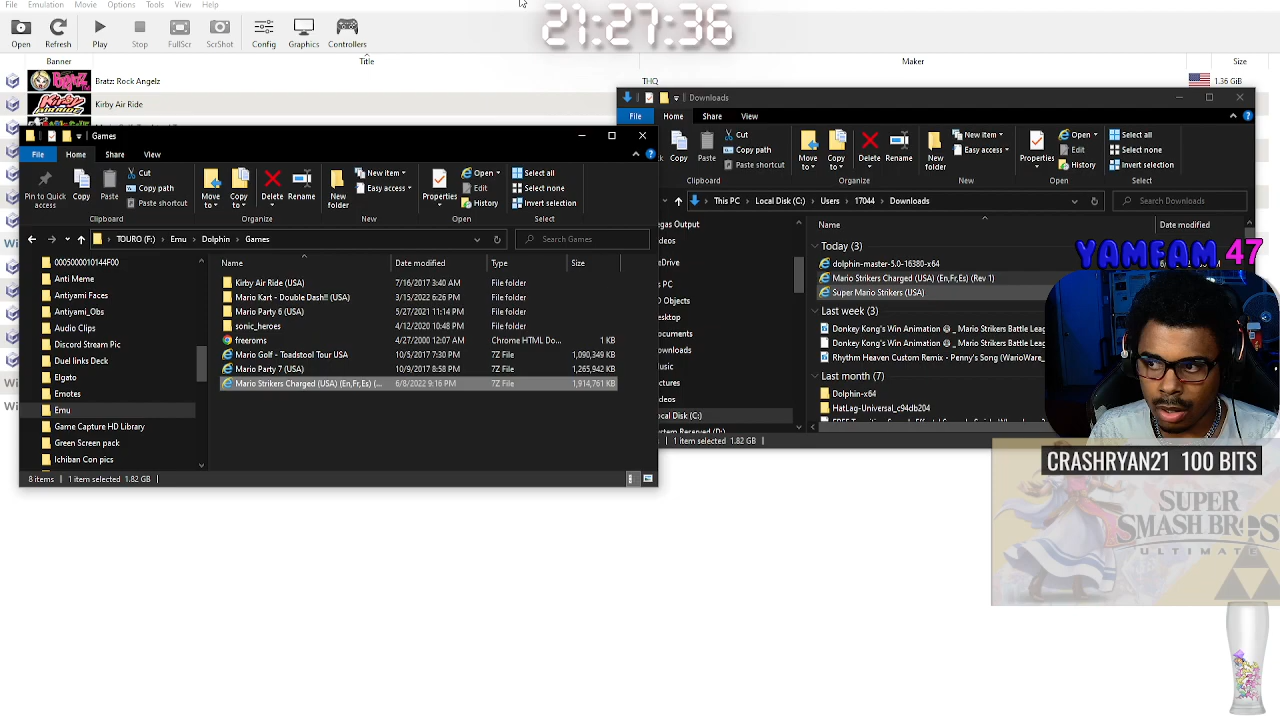 File Emulation Movie Options Tools View Help
21:27:36
Open Refresh Play Stop FullScr ScrShot Config Graphics Controllers
Banner Title Maker Size
Bratz: Rock Angelz THQ 1.36 GiB
Kirby Air Ride
Games
File Home Share View
Pin to Quick access
Copy
Paste
Cut
Copy path
Paste shortcut
Move to
Copy to
Delete
Rename
New folder
New item
Easy access
Properties
Open
Edit
History
Select all
Select none
Invert selection
Clipboard Organize New Open Select
TOURO (F:) Emu Dolphin Games Search Games
0005000010144F00
Anti Meme
Antiyami Faces
Antiyami_Obs
Audio Clips
Discord Stream Pic
Duel links Deck
Elgato
Emotes
Emu
Game Capture HD Library
Green Screen pack
Ichiban Con pics
Name Date modified Type Size
Kirby Air Ride (USA) 7/16/2017 3:40 AM File folder
Mario Kart - Double Dash!! (USA) 3/15/2022 6:26 PM File folder
Mario Party 6 (USA) 5/27/2021 11:14 PM File folder
sonic_heroes 4/12/2020 10:48 PM File folder
freeroms 4/27/2000 12:07 AM Chrome HTML Do... 1 KB
Mario Golf - Toadstool Tour USA 10/5/2017 7:30 PM 7Z File 1,090,349 KB
Mario Party 7 (USA) 10/9/2017 8:58 PM 7Z File 1,265,942 KB
Mario Strikers Charged (USA) (En,Fr,Es) (... 6/8/2022 9:16 PM 7Z File 1,914,761 KB
8 items 1 item selected 1.82 GB
Downloads
File Home Share View
Copy
Paste
Cut
Copy path
Paste shortcut
Move to
Copy to
Delete
Rename
New folder
New item
Easy access
Properties
Open
Edit
History
Select all
Select none
Invert selection
Clipboard Organize New Open Select
This PC Local Disk (C:) Users 17044 Downloads Search Downloads
Name Date modified
Today (3)
dolphin-master-5.0-16380-x64
Mario Strikers Charged (USA) (En,Fr,Es) (Rev 1)
Super Mario Strikers (USA)
Last week (3)
Donkey Kong's Win Animation _ Mario Strikers Battle Leag
Donkey Kong's Win Animation _ Mario Strikers Battle Leag
Rhythm Heaven Custom Remix - Penny's Song (WarioWare_
Last month (7)
Dolphin-x64
HatLag-Universal_c94db204
1 item selected 1.82 GB
YAMFAM 47
CRASHRYAN21 100 BITS
SUPER
SMASH BROS
ULTIMATE